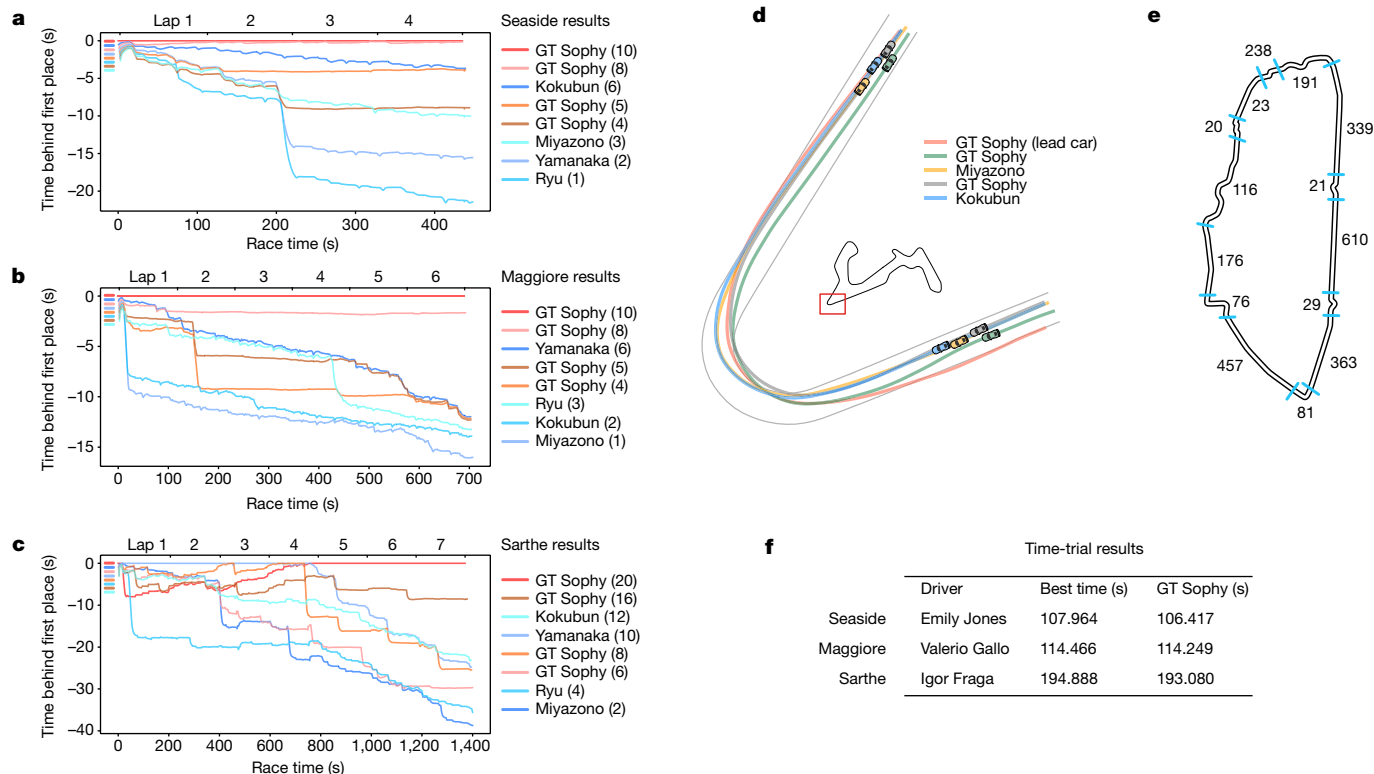 a
Lap 1 2 3 4
Seaside results
Time behind first place (s)
0
−5
−10
−15
−20
0 100 200 300 400
Race time (s)
GT Sophy (10)
GT Sophy (8)
Kokubun (6)
GT Sophy (5)
GT Sophy (4)
Miyazono (3)
Yamanaka (2)
Ryu (1)
b
Lap 1 2 3 4 5 6
Maggiore results
Time behind first place (s)
0
−5
−10
−15
0 100 200 300 400 500 600 700
Race time (s)
GT Sophy (10)
GT Sophy (8)
Yamanaka (6)
GT Sophy (5)
GT Sophy (4)
Ryu (3)
Kokubun (2)
Miyazono (1)
c
Lap 1 2 3 4 5 6 7
Sarthe results
Time behind first place (s)
0
−10
−20
−30
−40
0 200 400 600 800 1,000 1,200 1,400
Race time (s)
GT Sophy (20)
GT Sophy (16)
Kokubun (12)
Yamanaka (10)
GT Sophy (8)
GT Sophy (6)
Ryu (4)
Miyazono (2)
d
GT Sophy (lead car)
GT Sophy
Miyazono
GT Sophy
Kokubun
e
238
191
23
20
339
116
21
610
176
76
29
457
363
81
f
Time-trial results
Driver Best time (s) GT Sophy (s)
Seaside Emily Jones 107.964 106.417
Maggiore Valerio Gallo 114.466 114.249
Sarthe Igor Fraga 194.888 193.080